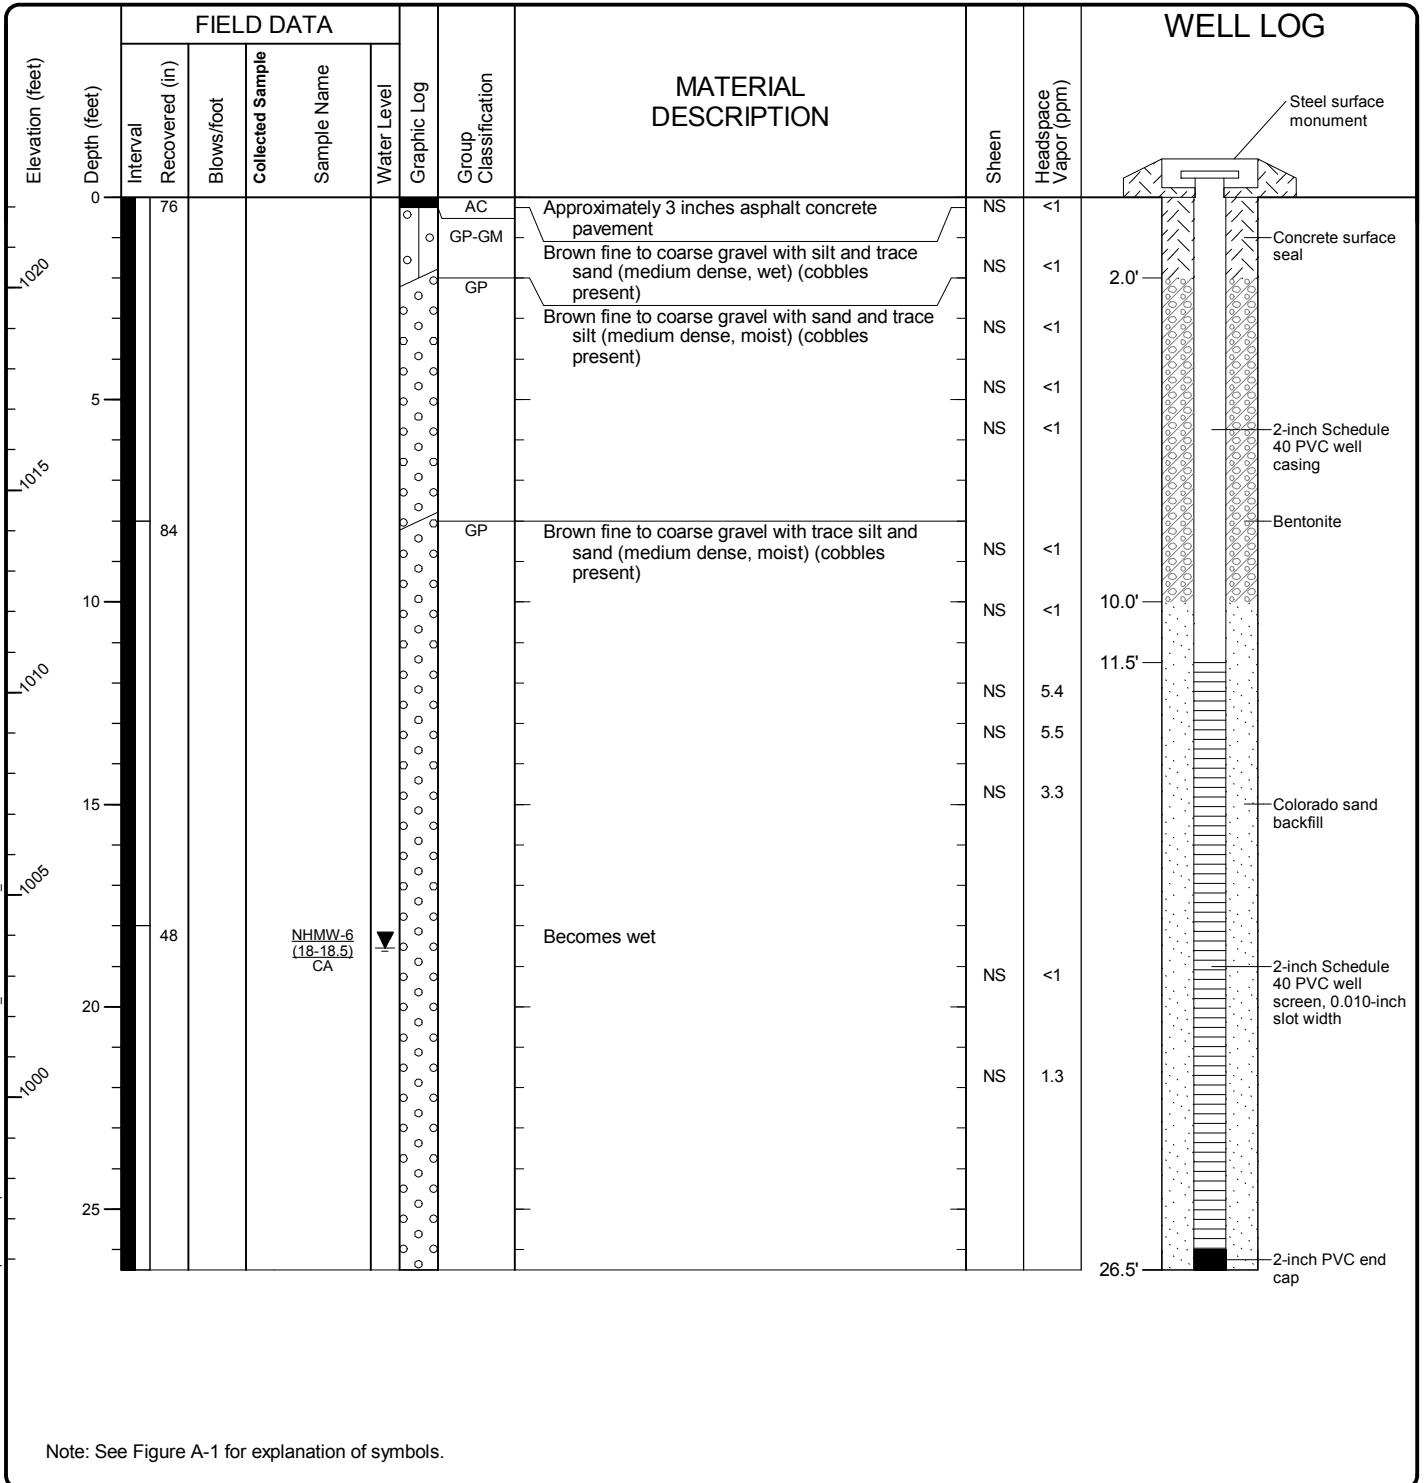 FIELD DATA
WELL LOG
Elevation (feet)
Depth (feet)
Interval
Recovered (in)
Blows/foot
Collected Sample
Sample Name
Water Level
Graphic Log
Group
Classification
MATERIAL
DESCRIPTION
Sheen
Headspace
Vapor (ppm)
Steel surface
monument
0
76
AC
Approximately 3 inches asphalt concrete
pavement
NS
<1
GP-GM
Brown fine to coarse gravel with silt and trace
sand (medium dense, wet) (cobbles
present)
NS
<1
Concrete surface
seal
1020
2.0'
GP
Brown fine to coarse gravel with sand and trace
silt (medium dense, moist) (cobbles
present)
NS
<1
NS
<1
5
NS
<1
2-inch Schedule
40 PVC well
casing
1015
84
GP
Brown fine to coarse gravel with trace silt and
sand (medium dense, moist) (cobbles
present)
NS
<1
Bentonite
10
NS
<1
10.0'
11.5'
1010
NS
5.4
NS
5.5
NS
3.3
15
Colorado sand
backfill
1005
48
NHMW-6
(18-18.5)
CA
Becomes wet
NS
<1
2-inch Schedule
40 PVC well
screen, 0.010-inch
slot width
20
1000
NS
1.3
25
26.5'
2-inch PVC end
cap
Note: See Figure A-1 for explanation of symbols.